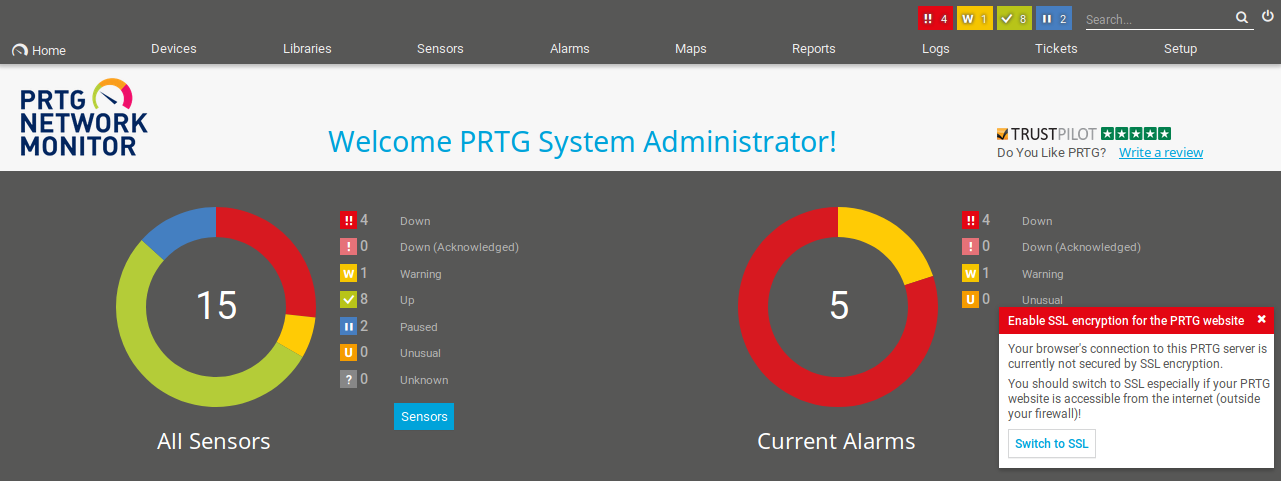 !! 4 W 1 8 2 Search...
Home Devices Libraries Sensors Alarms Maps Reports Logs Tickets Setup
PRTG
NETWORK
MONITOR
Welcome PRTG System Administrator!
TRUSTPILOT
Do You Like PRTG? Write a review
15
!! 4 Down
! 0 Down (Acknowledged)
W 1 Warning
8 Up
2 Paused
U 0 Unusual
? 0 Unknown
Sensors
All Sensors
5
!! 4 Down
! 0 Down (Acknowledged)
W 1 Warning
U 0 Unusual
Current Alarms
Enable SSL encryption for the PRTG website
Your browser's connection to this PRTG server is
currently not secured by SSL encryption.
You should switch to SSL especially if your PRTG
website is accessible from the internet (outside
your firewall)!
Switch to SSL